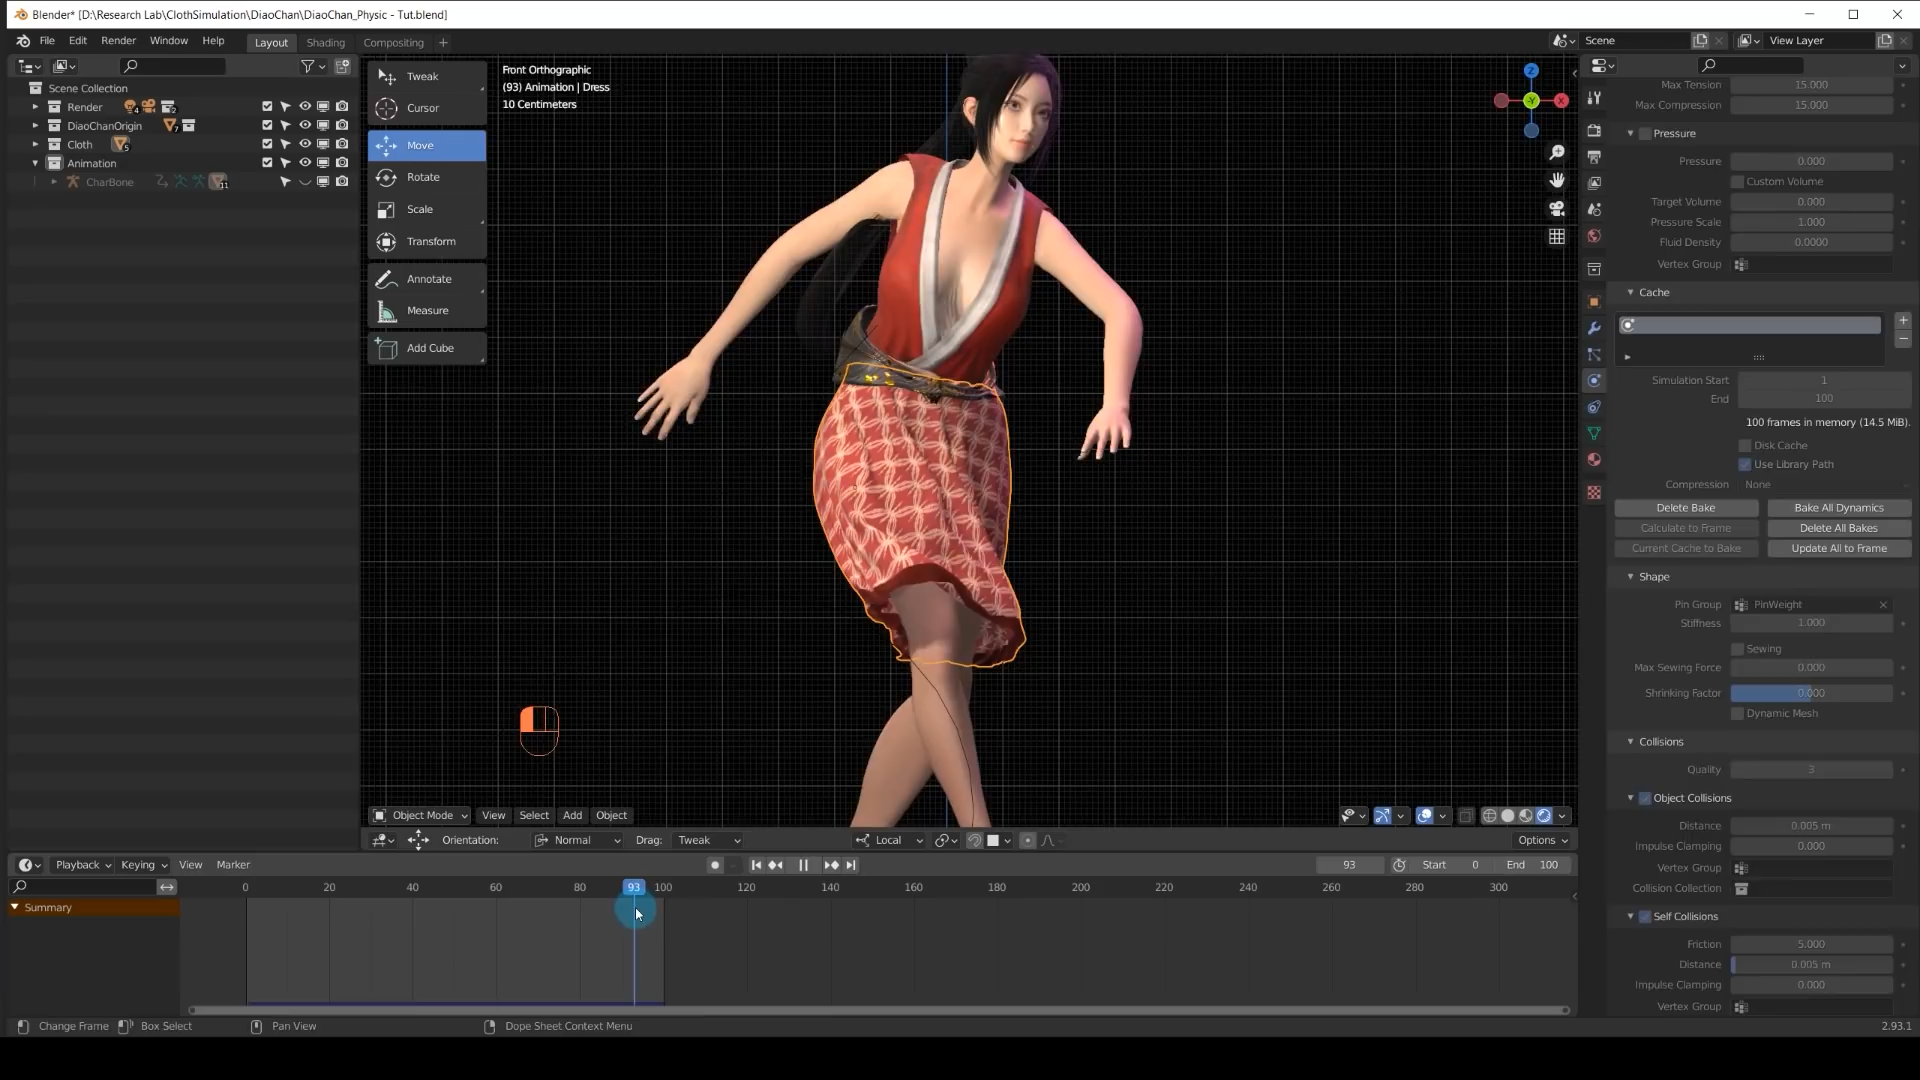 Blender* [D:\Research Lab\ClothSimulation\DiaoChan\DiaoChan_Physic - Tut.blend]
File Edit Render Window Help Layout Shading Compositing + Scene View Layer
Scene Collection
Render 4 2
DiaoChanOrigin 7
Cloth 5
Animation
CharBone 11
Tweak
Cursor
Move
Rotate
Scale
Transform
Annotate
Measure
Add Cube
Front Orthographic
(93) Animation | Dress
10 Centimeters
Z
Y
X
Max Tension 15.000
Max Compression 15.000
Pressure
Pressure 0.000
Custom Volume
Target Volume 0.000
Pressure Scale 1.000
Fluid Density 0.0000
Vertex Group
Cache
Simulation Start 1
End 100
100 frames in memory (14.5 MiB).
Disk Cache
Use Library Path
Compression None
Delete Bake Bake All Dynamics
Calculate to Frame Delete All Bakes
Current Cache to Bake Update All to Frame
Shape
Pin Group PinWeight
Stiffness 1.000
Sewing
Max Sewing Force 0.000
Shrinking Factor 0.000
Dynamic Mesh
Collisions
Quality 3
Object Collisions
Distance 0.005 m
Impulse Clamping 0.000
Vertex Group
Collision Collection
Self Collisions
Friction 5.000
Distance 0.005 m
Impulse Clamping 0.000
Vertex Group
Object Mode View Select Add Object
Orientation: Normal Drag: Tweak Local Options
Playback Keying View Marker 93 Start 0 End 100
0 20 40 60 80 93 100 120 140 160 180 200 220 240 260 280 300
Summary
Change Frame Box Select Pan View Dope Sheet Context Menu 2.93.1